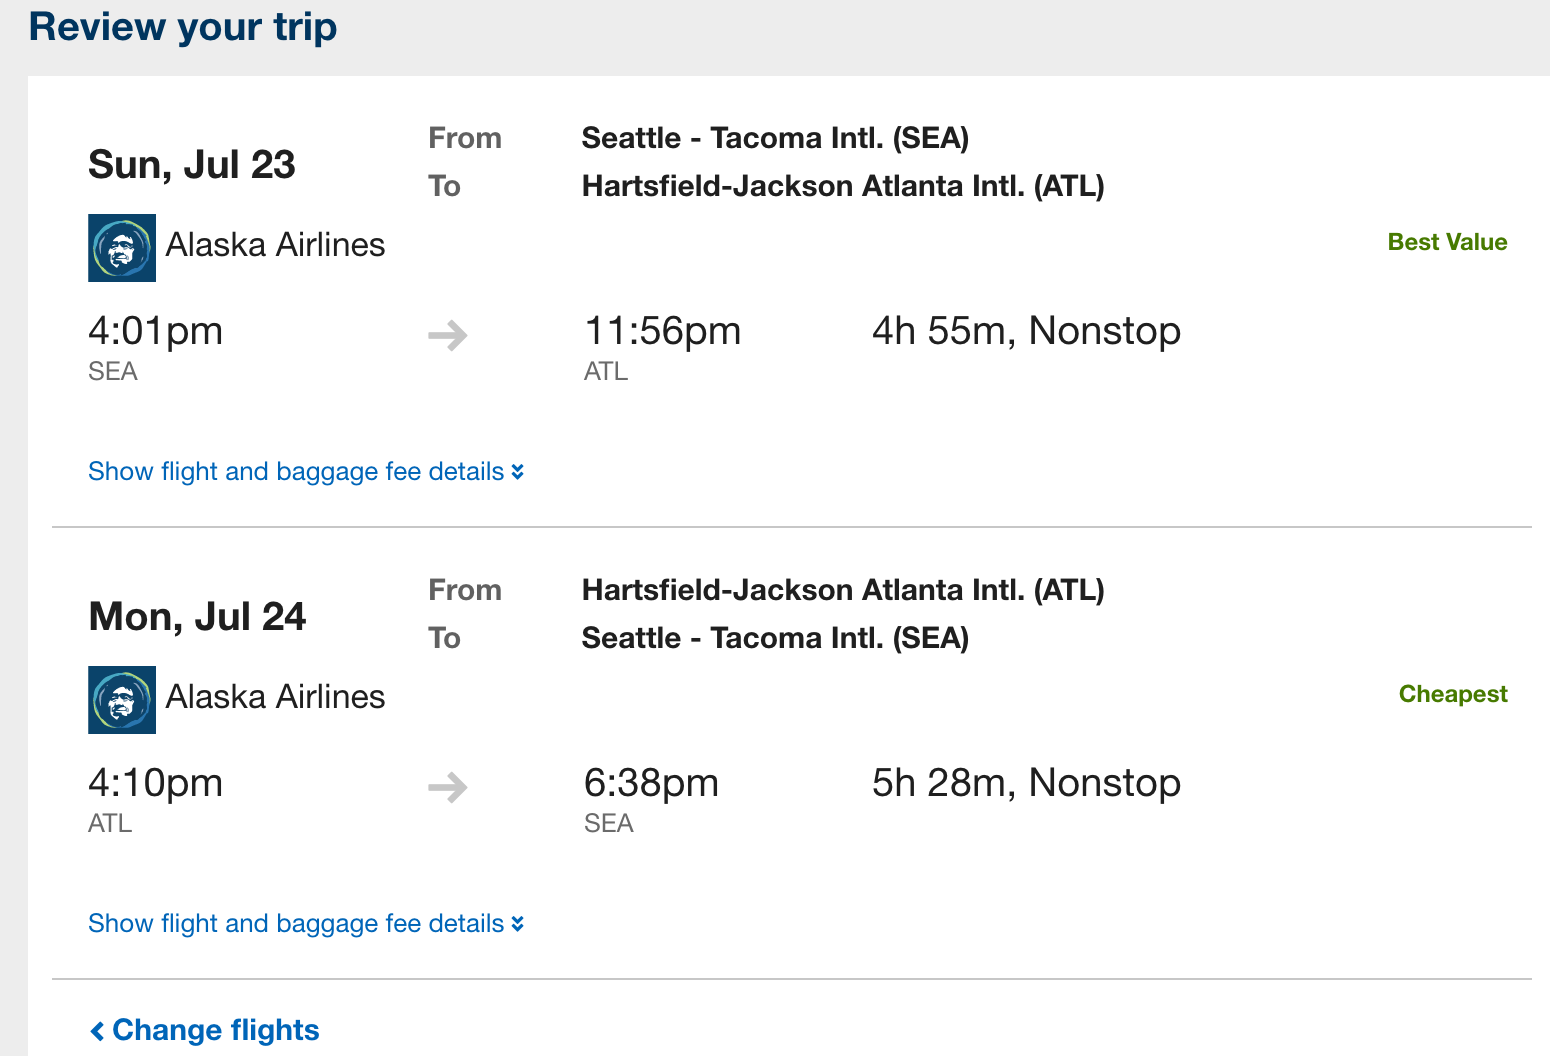 Review your trip
Sun, Jul 23
From Seattle - Tacoma Intl. (SEA)
To Hartsfield-Jackson Atlanta Intl. (ATL)
Alaska Airlines
Best Value
4:01pm 11:56pm 4h 55m, Nonstop
SEA ATL
Show flight and baggage fee details
Mon, Jul 24
From Hartsfield-Jackson Atlanta Intl. (ATL)
To Seattle - Tacoma Intl. (SEA)
Alaska Airlines
Cheapest
4:10pm 6:38pm 5h 28m, Nonstop
ATL SEA
Show flight and baggage fee details
Change flights